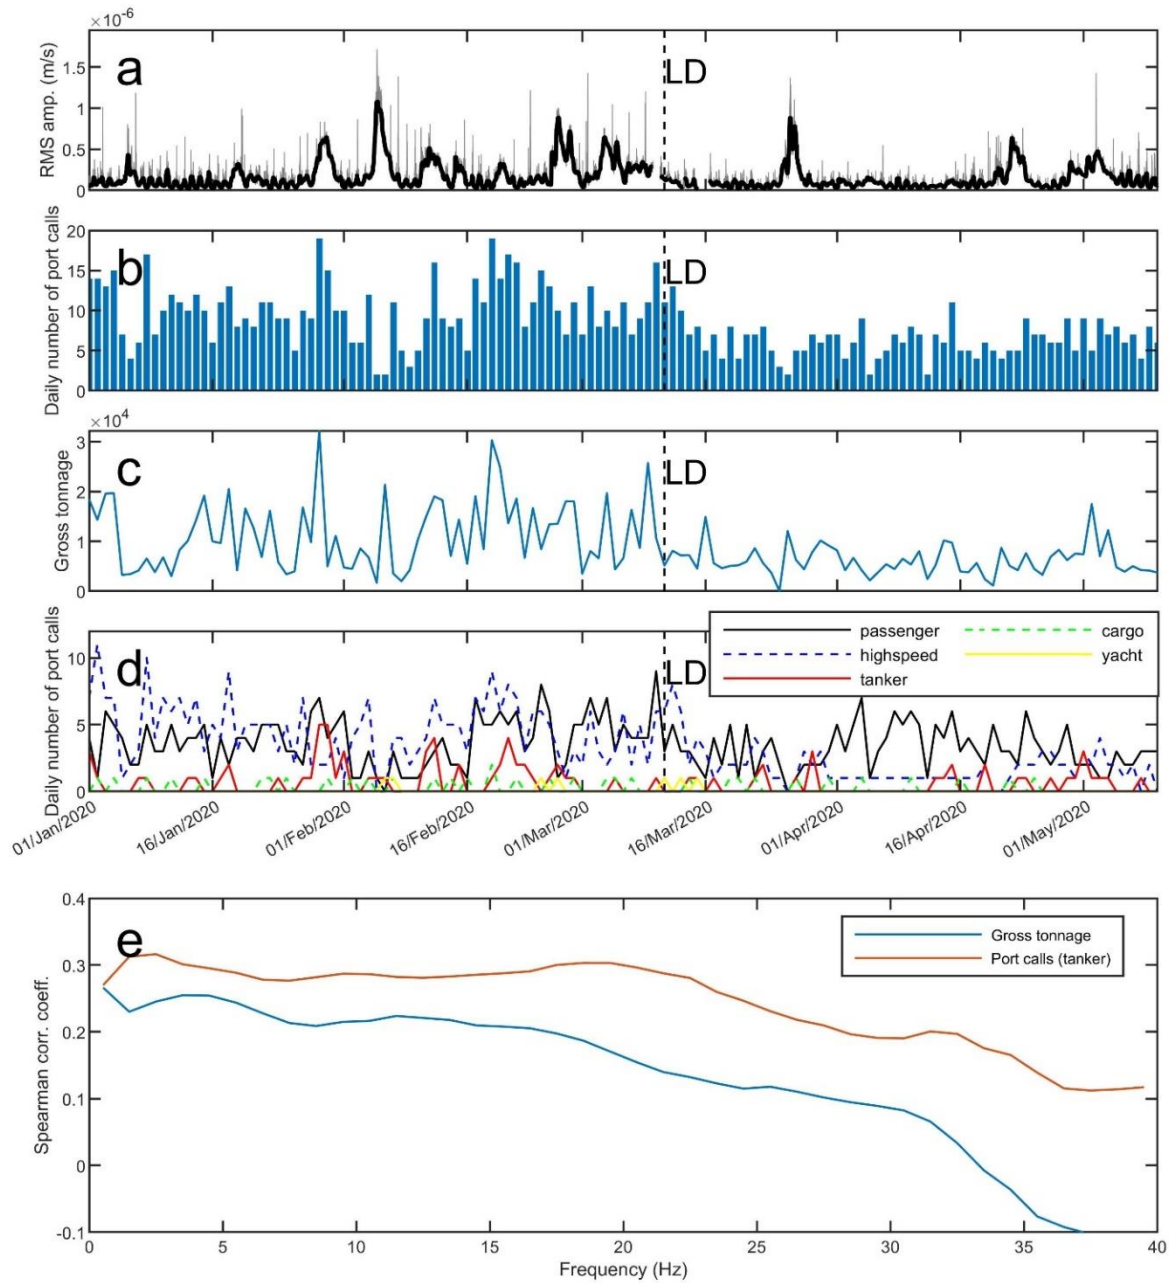 ×10⁻⁶
a
LD
RMS amp. (m/s)
1.5
1
0.5
0
b
LD
Daily number of port calls
20
15
10
5
0
×10⁴
c
LD
Gross tonnage
3
2
1
0
d
LD
Daily number of port calls
10
5
0
passenger
highspeed
tanker
cargo
yacht
01/Jan/2020
16/Jan/2020
01/Feb/2020
16/Feb/2020
01/Mar/2020
16/Mar/2020
01/Apr/2020
16/Apr/2020
01/May/2020
e
Gross tonnage
Port calls (tanker)
Spearman corr. coeff.
0.4
0.3
0.2
0.1
0
-0.1
0 5 10 15 20 25 30 35 40
Frequency (Hz)